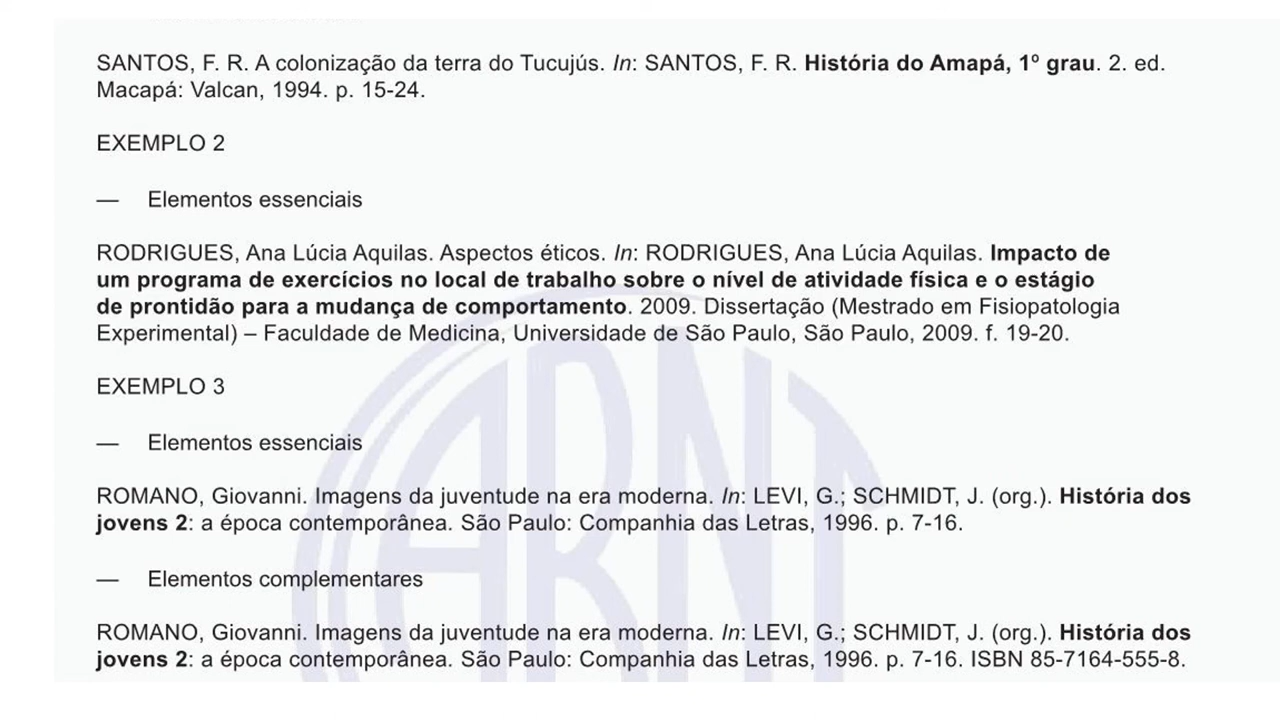 SANTOS, F. R. A colonização da terra do Tucujús. In: SANTOS, F. R. História do Amapá, 1º grau. 2. ed.
Macapá: Valcan, 1994. p. 15-24.
EXEMPLO 2
— Elementos essenciais
RODRIGUES, Ana Lúcia Aquilas. Aspectos éticos. In: RODRIGUES, Ana Lúcia Aquilas. Impacto de
um programa de exercícios no local de trabalho sobre o nível de atividade física e o estágio
de prontidão para a mudança de comportamento. 2009. Dissertação (Mestrado em Fisiopatologia
Experimental) – Faculdade de Medicina, Universidade de São Paulo, São Paulo, 2009. f. 19-20.
EXEMPLO 3
— Elementos essenciais
ROMANO, Giovanni. Imagens da juventude na era moderna. In: LEVI, G.; SCHMIDT, J. (org.). História dos
jovens 2: a época contemporânea. São Paulo: Companhia das Letras, 1996. p. 7-16.
— Elementos complementares
ROMANO, Giovanni. Imagens da juventude na era moderna. In: LEVI, G.; SCHMIDT, J. (org.). História dos
jovens 2: a época contemporânea. São Paulo: Companhia das Letras, 1996. p. 7-16. ISBN 85-7164-555-8.